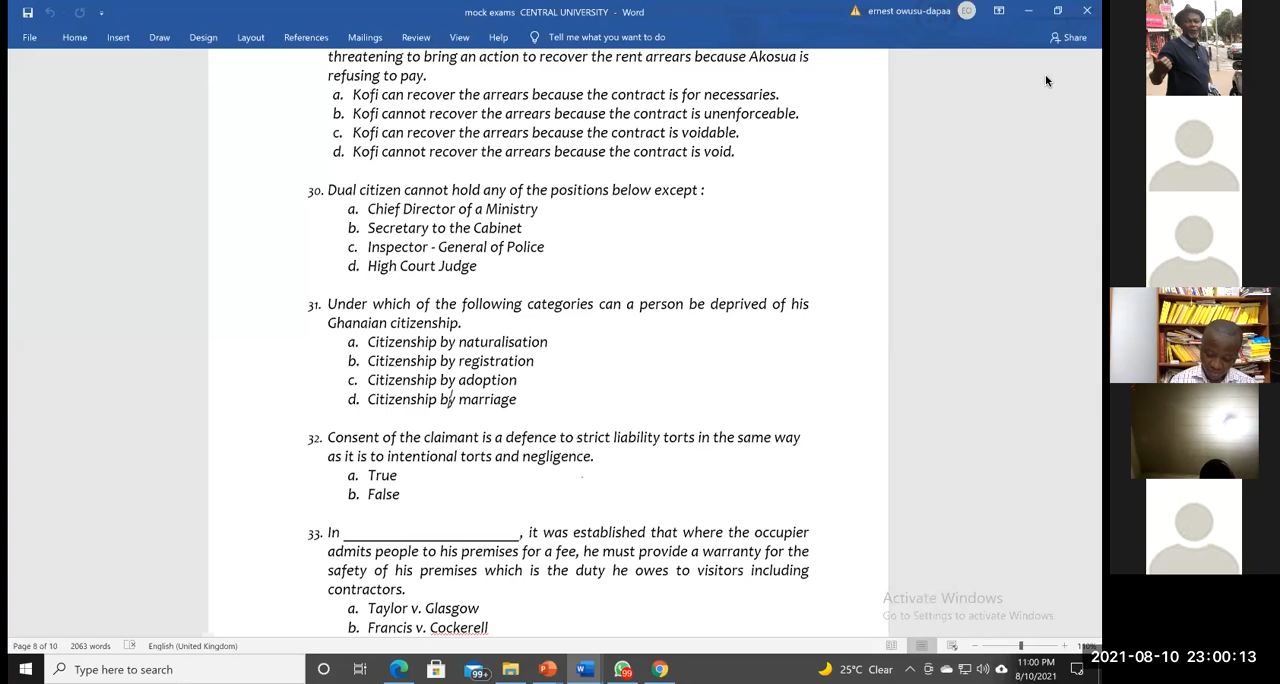 mock exams CENTRAL UNIVERSITY - Word
ernest owusu-dapaa
EO
File Home Insert Draw Design Layout References Mailings Review View Help Tell me what you want to do
Share
threatening to bring an action to recover the rent arrears because Akosua is
refusing to pay.
a. Kofi can recover the arrears because the contract is for necessaries.
b. Kofi cannot recover the arrears because the contract is unenforceable.
c. Kofi can recover the arrears because the contract is voidable.
d. Kofi cannot recover the arrears because the contract is void.
30. Dual citizen cannot hold any of the positions below except :
a. Chief Director of a Ministry
b. Secretary to the Cabinet
c. Inspector - General of Police
d. High Court Judge
31. Under which of the following categories can a person be deprived of his
Ghanaian citizenship.
a. Citizenship by naturalisation
b. Citizenship by registration
c. Citizenship by adoption
d. Citizenship by marriage
32. Consent of the claimant is a defence to strict liability torts in the same way
as it is to intentional torts and negligence.
a. True
b. False
33. In ______________________, it was established that where the occupier
admits people to his premises for a fee, he must provide a warranty for the
safety of his premises which is the duty he owes to visitors including
contractors.
a. Taylor v. Glasgow
b. Francis v. Cockerell
Activate Windows
Go to Settings to activate Windows.
Page 8 of 10 2063 words English (United Kingdom)
Type here to search
99+
99
25°C Clear
11:00 PM
8/10/2021
2021-08-10 23:00:13